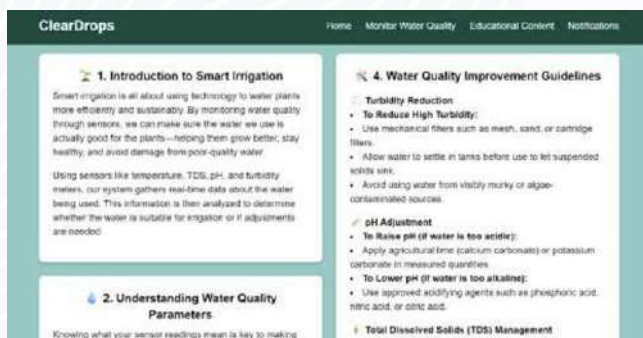 ClearDrops
Home Monitor Water Quality Educational Content Notifications
1. Introduction to Smart Irrigation
Smart irrigation is all about using technology to water plants
more efficiently and sustainably. By monitoring water quality
through sensors, we can make sure the water we use is
actually good for the plants—helping them grow better, stay
healthy, and avoid damage from poor-quality water.
Using sensors like temperature, TDS, pH, and turbidity
meters, our system gathers real-time data about the water
being used. This information is then analyzed to determine
whether the water is suitable for irrigation or if adjustments
are needed.
2. Understanding Water Quality
Parameters
Knowing what your sensor readings mean is key to making
4. Water Quality Improvement Guidelines
Turbidity Reduction
• To Reduce High Turbidity:
• Use mechanical filters such as mesh, sand, or cartridge
filters.
• Allow water to settle in tanks before use to let suspended
solids sink.
• Avoid using water from visibly murky or algae-
contaminated sources.
pH Adjustment
• To Raise pH (if water is too acidic):
• Apply agricultural lime (calcium carbonate) or potassium
carbonate in measured quantities.
• To Lower pH (if water is too alkaline):
• Use approved acidifying agents such as phosphoric acid,
nitric acid, or citric acid.
Total Dissolved Solids (TDS) Management